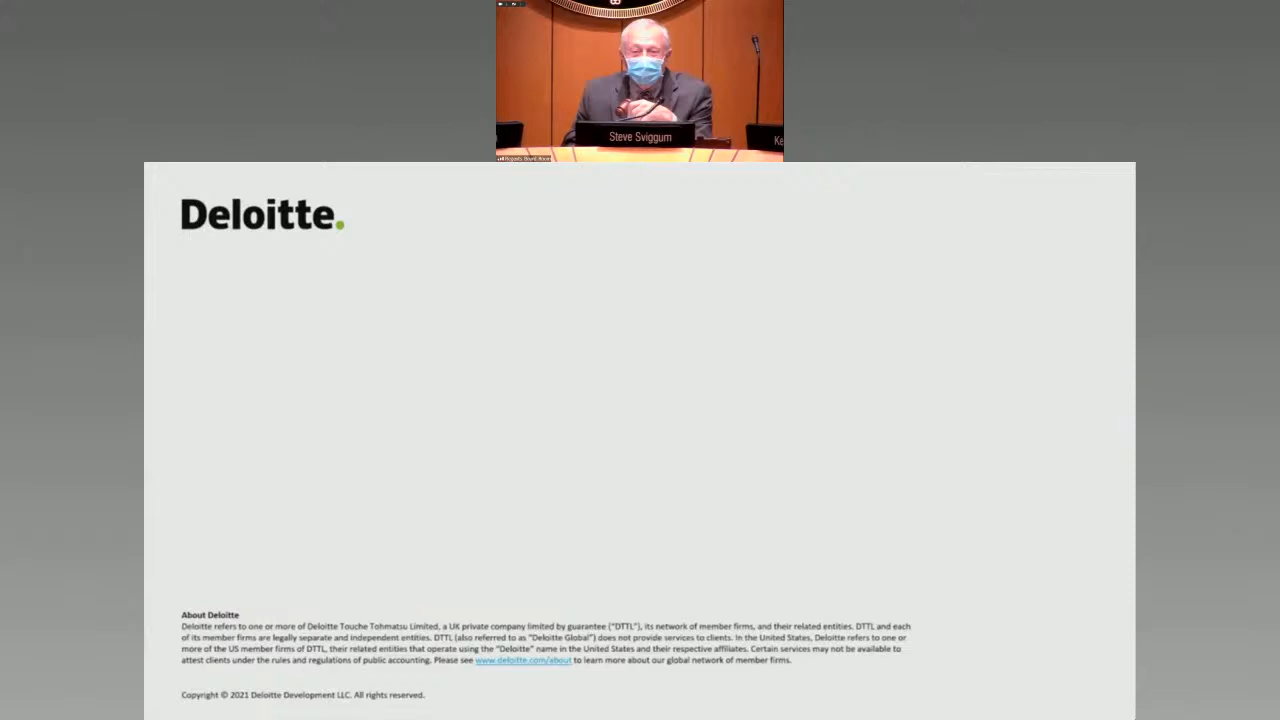 Steve Sviggum
Ke
Regents Board Room
Deloitte.
About Deloitte
Deloitte refers to one or more of Deloitte Touche Tohmatsu Limited, a UK private company limited by guarantee (“DTTL”), its network of member firms, and their related entities. DTTL and each
of its member firms are legally separate and independent entities. DTTL (also referred to as “Deloitte Global”) does not provide services to clients. In the United States, Deloitte refers to one or
more of the US member firms of DTTL, their related entities that operate using the “Deloitte” name in the United States and their respective affiliates. Certain services may not be available to
attest clients under the rules and regulations of public accounting. Please see www.deloitte.com/about to learn more about our global network of member firms.
Copyright © 2021 Deloitte Development LLC. All rights reserved.